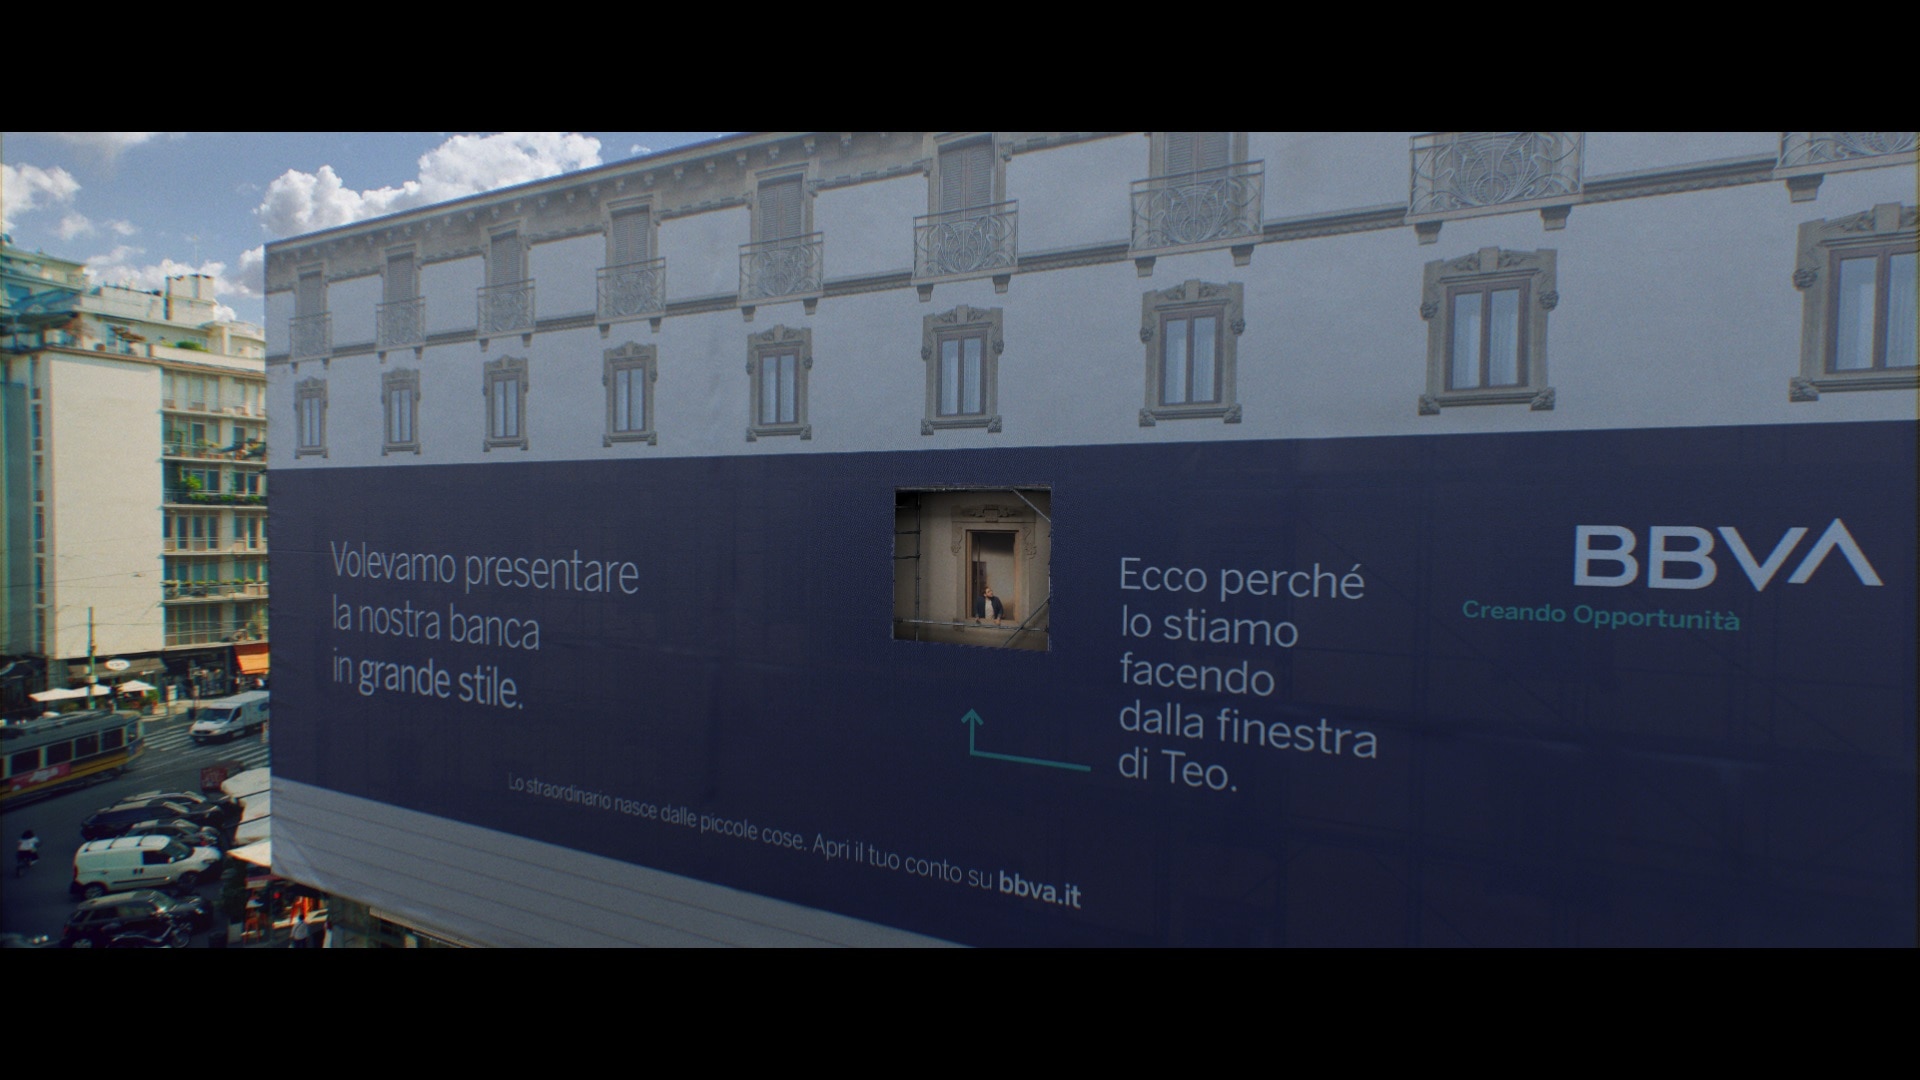 Volevamo presentare
la nostra banca
in grande stile.
Ecco perché
lo stiamo
facendo
dalla finestra
di Teo.
BBVA
Creando Opportunità
Lo straordinario nasce dalle piccole cose. Apri il tuo conto su bbva.it